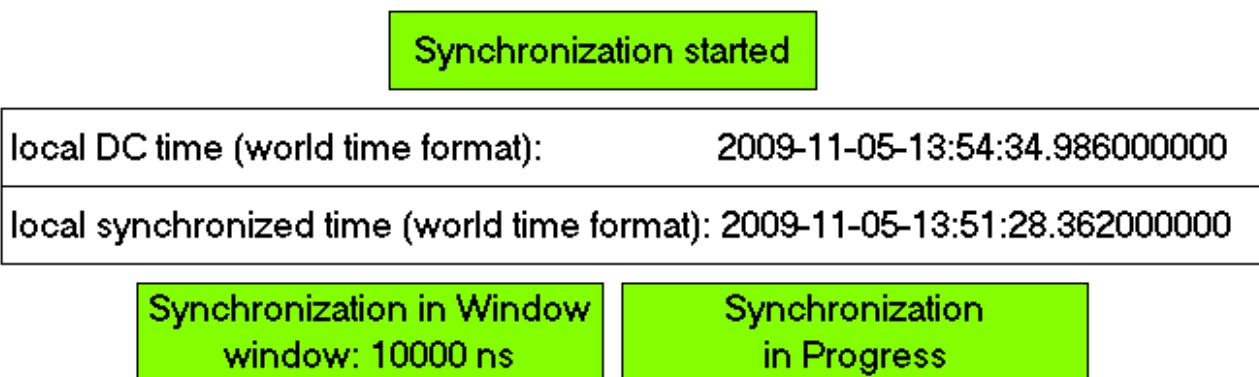 Synchronization started
local DC time (world time format): 2009-11-05-13:54:34.986000000
local synchronized time (world time format): 2009-11-05-13:51:28.362000000
Synchronization in Window
window: 10000 ns
Synchronization
in Progress